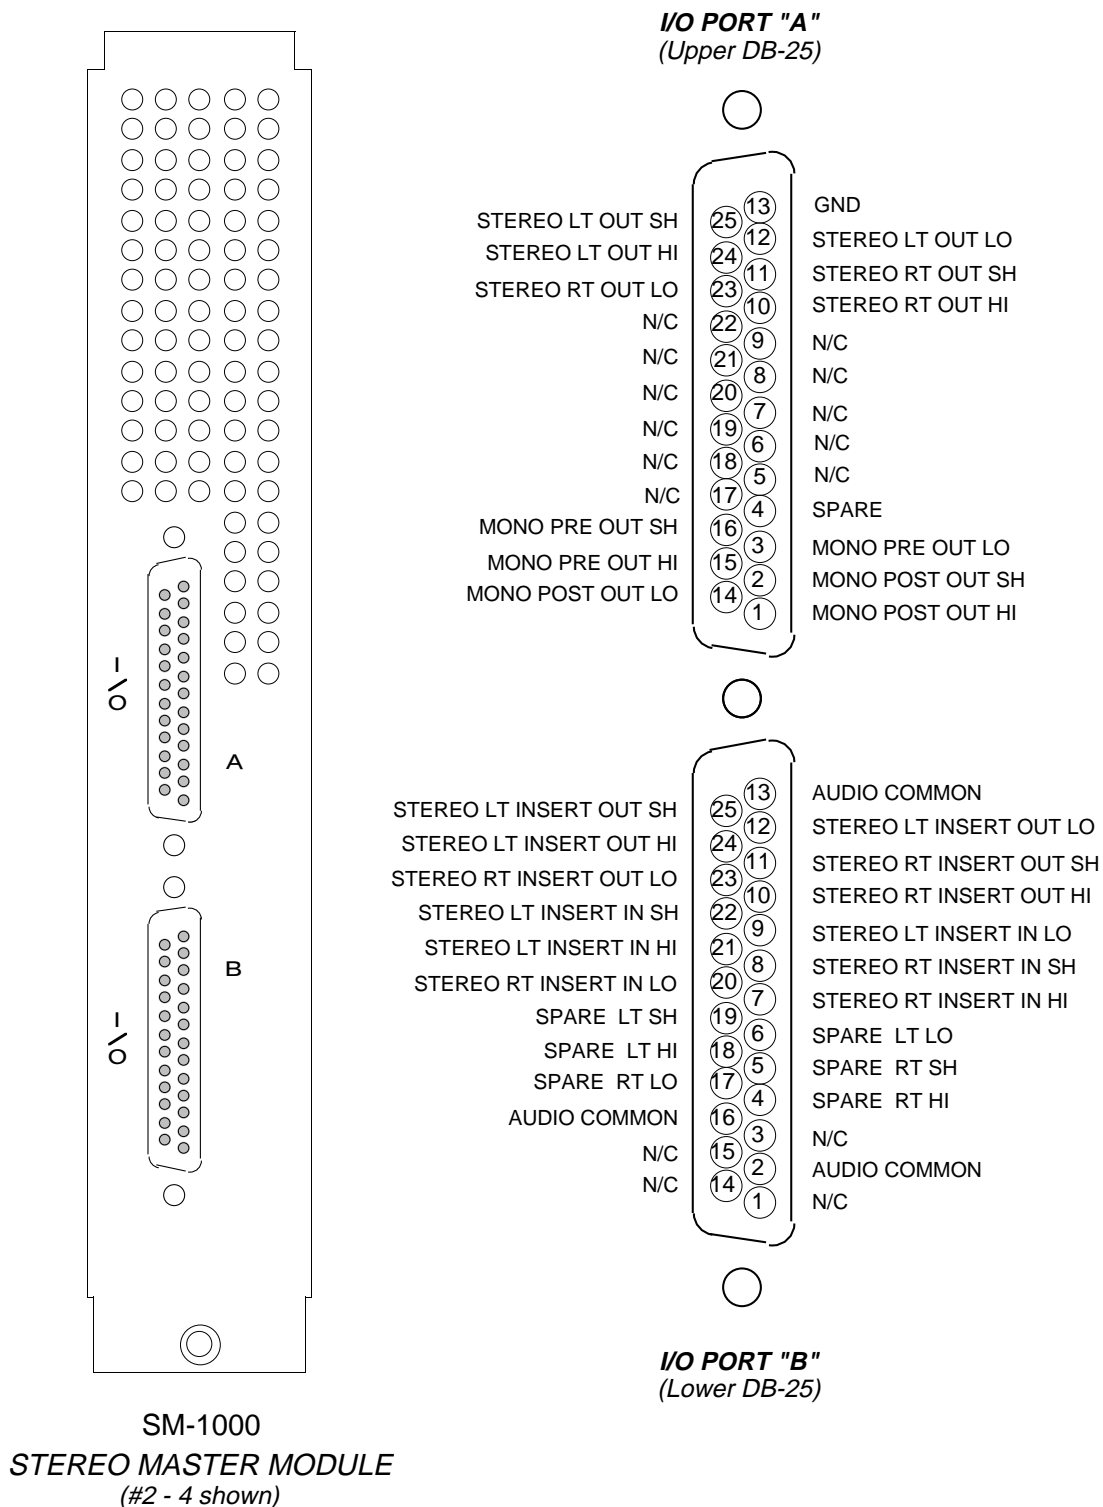 I/O PORT "A"
(Upper DB-25)
STEREO LT OUT SH 25 13 GND
STEREO LT OUT HI 24 12 STEREO LT OUT LO
STEREO RT OUT LO 23 11 STEREO RT OUT SH
N/C 22 10 STEREO RT OUT HI
N/C 21 9 N/C
N/C 20 8 N/C
N/C 19 7 N/C
N/C 18 6 N/C
N/C 17 5 N/C
MONO PRE OUT SH 16 4 SPARE
MONO PRE OUT HI 15 3 MONO PRE OUT LO
MONO POST OUT LO 14 2 MONO POST OUT SH
1 MONO POST OUT HI
I/O
A
STEREO LT INSERT OUT SH 25 13 AUDIO COMMON
STEREO LT INSERT OUT HI 24 12 STEREO LT INSERT OUT LO
STEREO RT INSERT OUT LO 23 11 STEREO RT INSERT OUT SH
STEREO LT INSERT IN SH 22 10 STEREO RT INSERT OUT HI
STEREO LT INSERT IN HI 21 9 STEREO LT INSERT IN LO
STEREO RT INSERT IN LO 20 8 STEREO RT INSERT IN SH
SPARE LT SH 19 7 STEREO RT INSERT IN HI
SPARE LT HI 18 6 SPARE LT LO
SPARE RT LO 17 5 SPARE RT SH
AUDIO COMMON 16 4 SPARE RT HI
N/C 15 3 N/C
N/C 14 2 AUDIO COMMON
1 N/C
B
I/O
I/O PORT "B"
(Lower DB-25)
SM-1000
STEREO MASTER MODULE
(#2 - 4 shown)